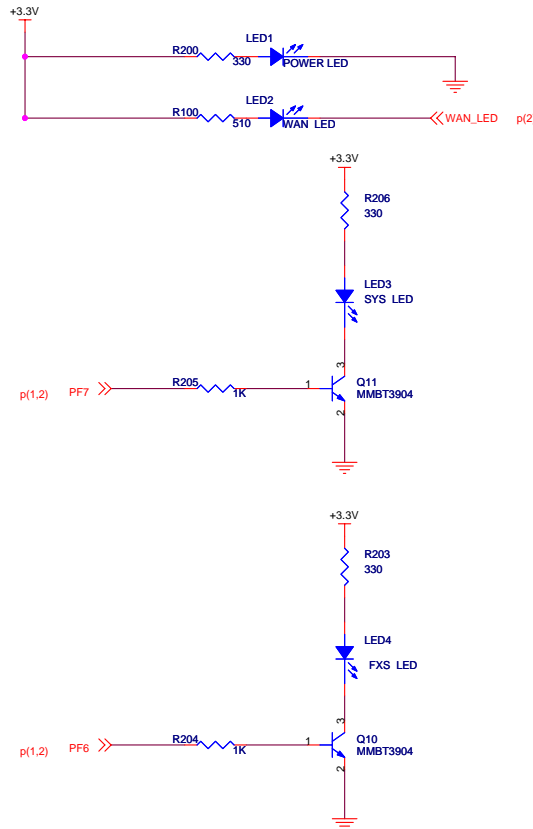 +3.3V
LED1
R200
330
POWER LED
LED2
R100
510
WAN LED
WAN_LED p(2
+3.3V
R206
330
LED3
SYS LED
3
R205
1K
1
Q11
MMBT3904
p(1,2) PF7
2
+3.3V
R203
330
LED4
FXS LED
3
R204
1K
1
Q10
MMBT3904
p(1,2) PF6
2